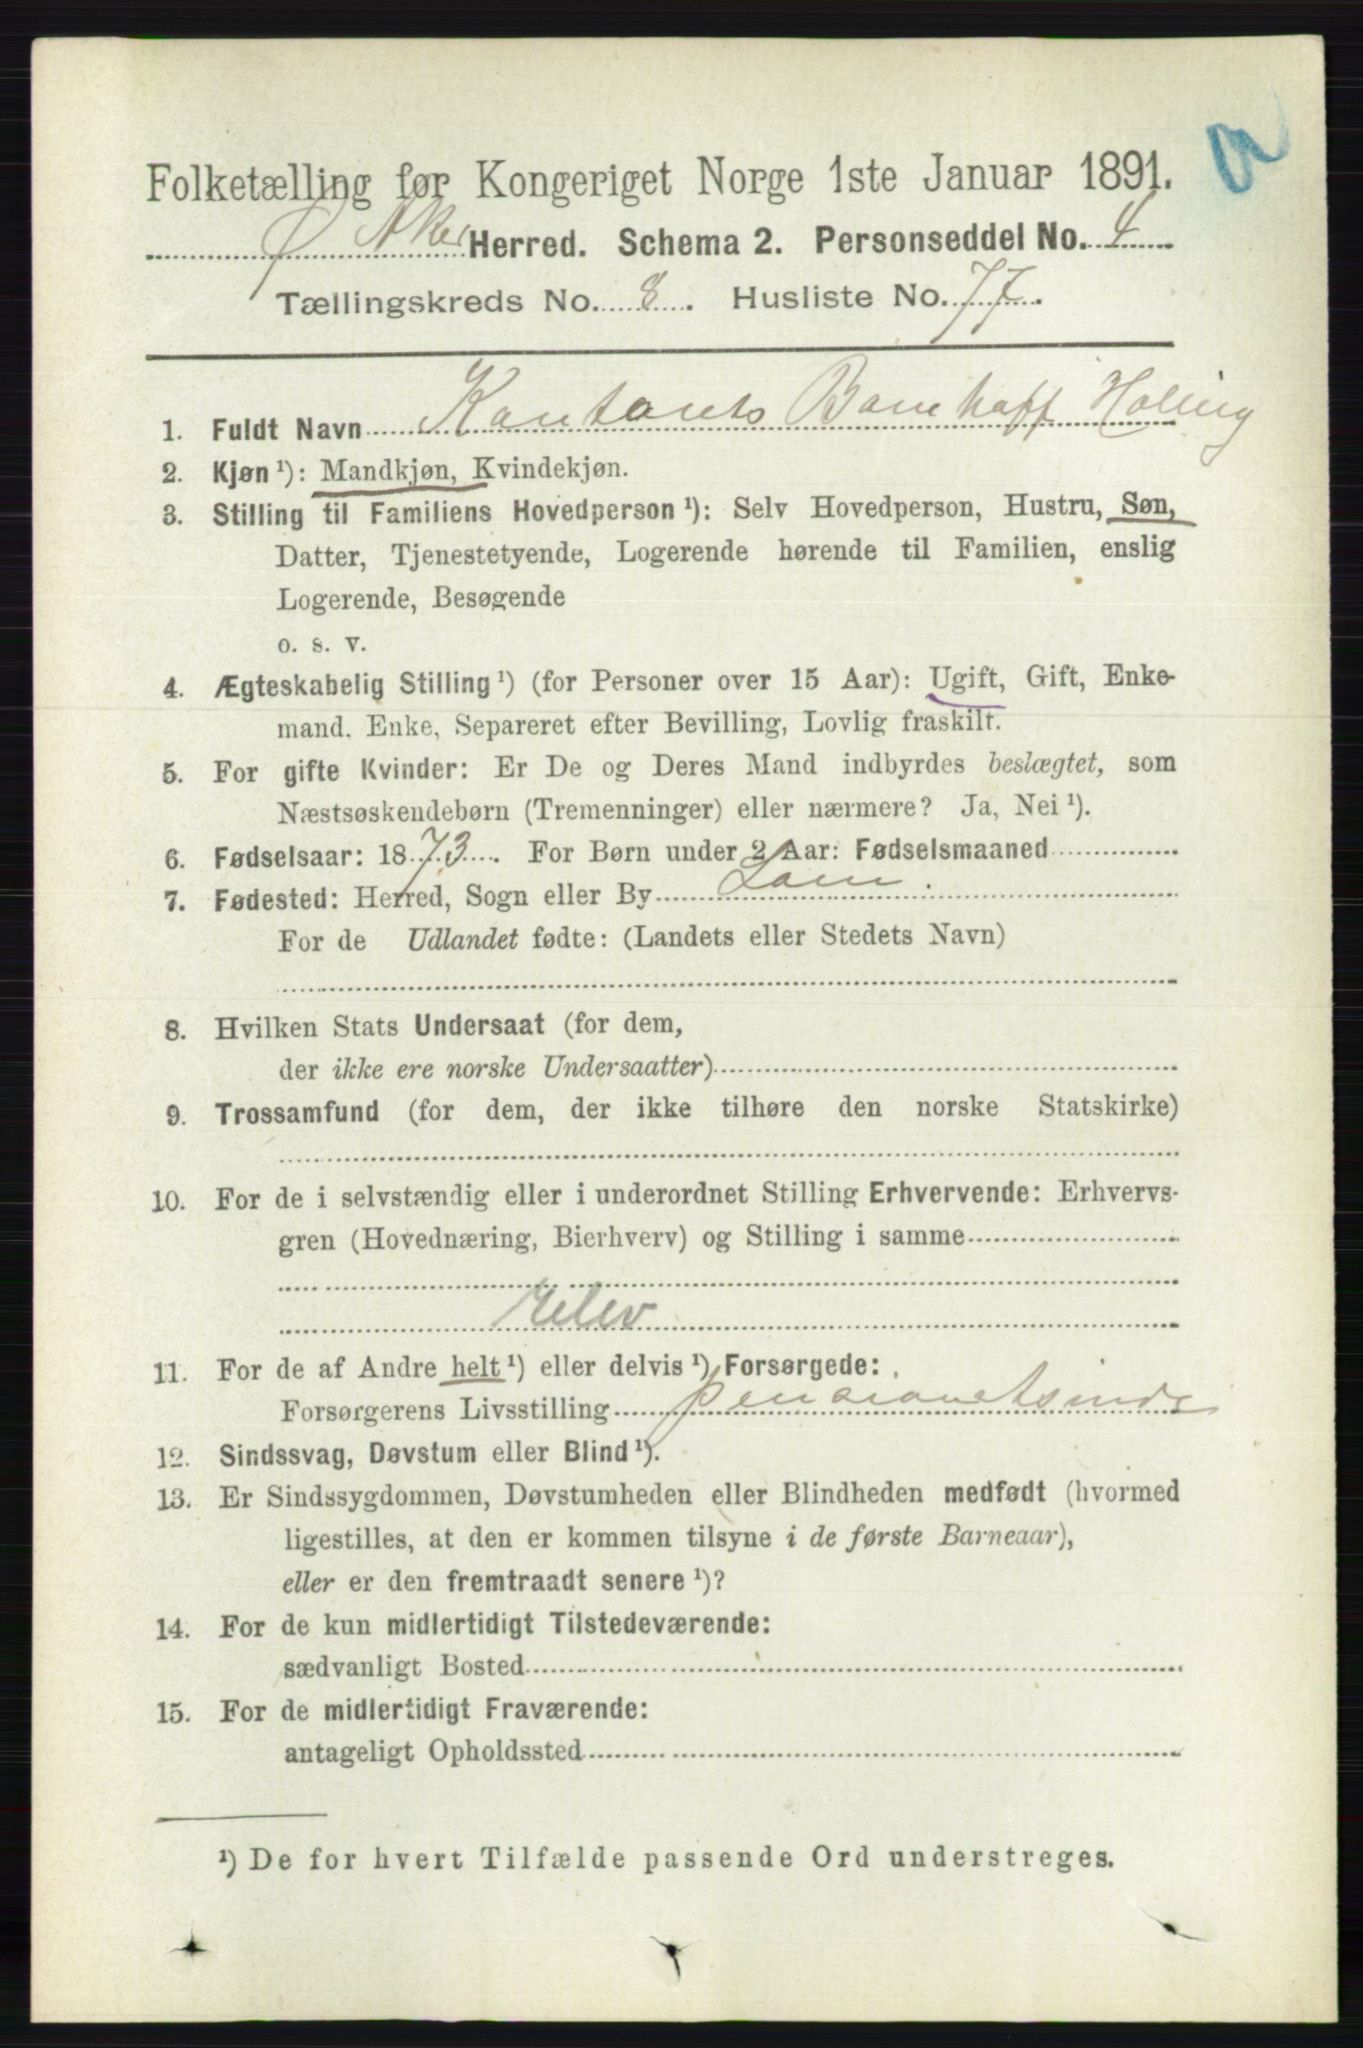 Folketælling før Kongeriget Norge 1ste Januar 1891.
Ø Aker Herred. Schema 2. Personseddel No. 4
Tællingskreds No. 8. Husliste No. 77.
1. Fuldt Navn
2. Kjøn ¹): Mandkjøn, Kvindekjøn.
3. Stilling til Familiens Hovedperson ¹): Selv Hovedperson, Hustru, Søn,
Datter, Tjenestetyende, Logerende hørende til Familien, enslig
Logerende, Besøgende
o. s. v.
4. Ægteskabelig Stilling ¹) (for Personer over 15 Aar): Ugift, Gift, Enke-
mand. Enke, Separeret efter Bevilling, Lovlig fraskilt.
5. For gifte Kvinder: Er De og Deres Mand indbyrdes beslægtet, som
Næstsøskendebørn (Tremenninger) eller nærmere? Ja, Nei ¹).
6. Fødselsaar: 1873. For Børn under 2 Aar: Fødselsmaaned
7. Fødested: Herred, Sogn eller By Lom.
For de Udlandet fødte: (Landets eller Stedets Navn)
8. Hvilken Stats Undersaat (for dem,
der ikke ere norske Undersaatter)
9. Trossamfund (for dem, der ikke tilhøre den norske Statskirke)
10. For de i selvstændig eller i underordnet Stilling Erhvervende: Erhvervs-
gren (Hovednæring, Bierhverv) og Stilling i samme
Elev
11. For de af Andre helt ¹) eller delvis ¹) Forsørgede:
Forsørgerens Livsstilling
12. Sindssvag, Døvstum eller Blind ¹).
13. Er Sindssygdommen, Døvstumheden eller Blindheden medfødt (hvormed
ligestilles, at den er kommen tilsyne i de første Barneaar),
eller er den fremtraadt senere ¹)?
14. For de kun midlertidigt Tilstedeværende:
sædvanligt Bosted
15. For de midlertidigt Fraværende:
antageligt Opholdssted
¹) De for hvert Tilfælde passende Ord understreges.